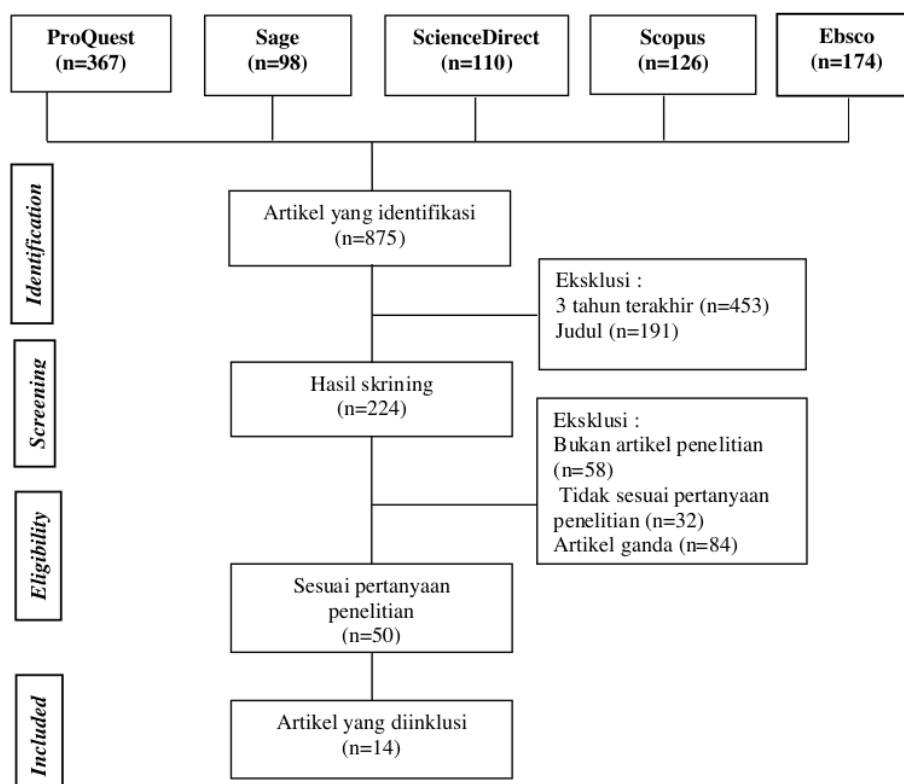 ProQuest
(n=367)
Sage
(n=98)
ScienceDirect
(n=110)
Scopus
(n=126)
Ebsco
(n=174)
Identification
Artikel yang identifikasi
(n=875)
Eksklusi :
3 tahun terakhir (n=453)
Judul (n=191)
Screening
Hasil skrining
(n=224)
Eksklusi :
Bukan artikel penelitian
(n=58)
Tidak sesuai pertanyaan
penelitian (n=32)
Artikel ganda (n=84)
Eligibility
Sesuai pertanyaan
penelitian
(n=50)
Included
Artikel yang diinklusi
(n=14)